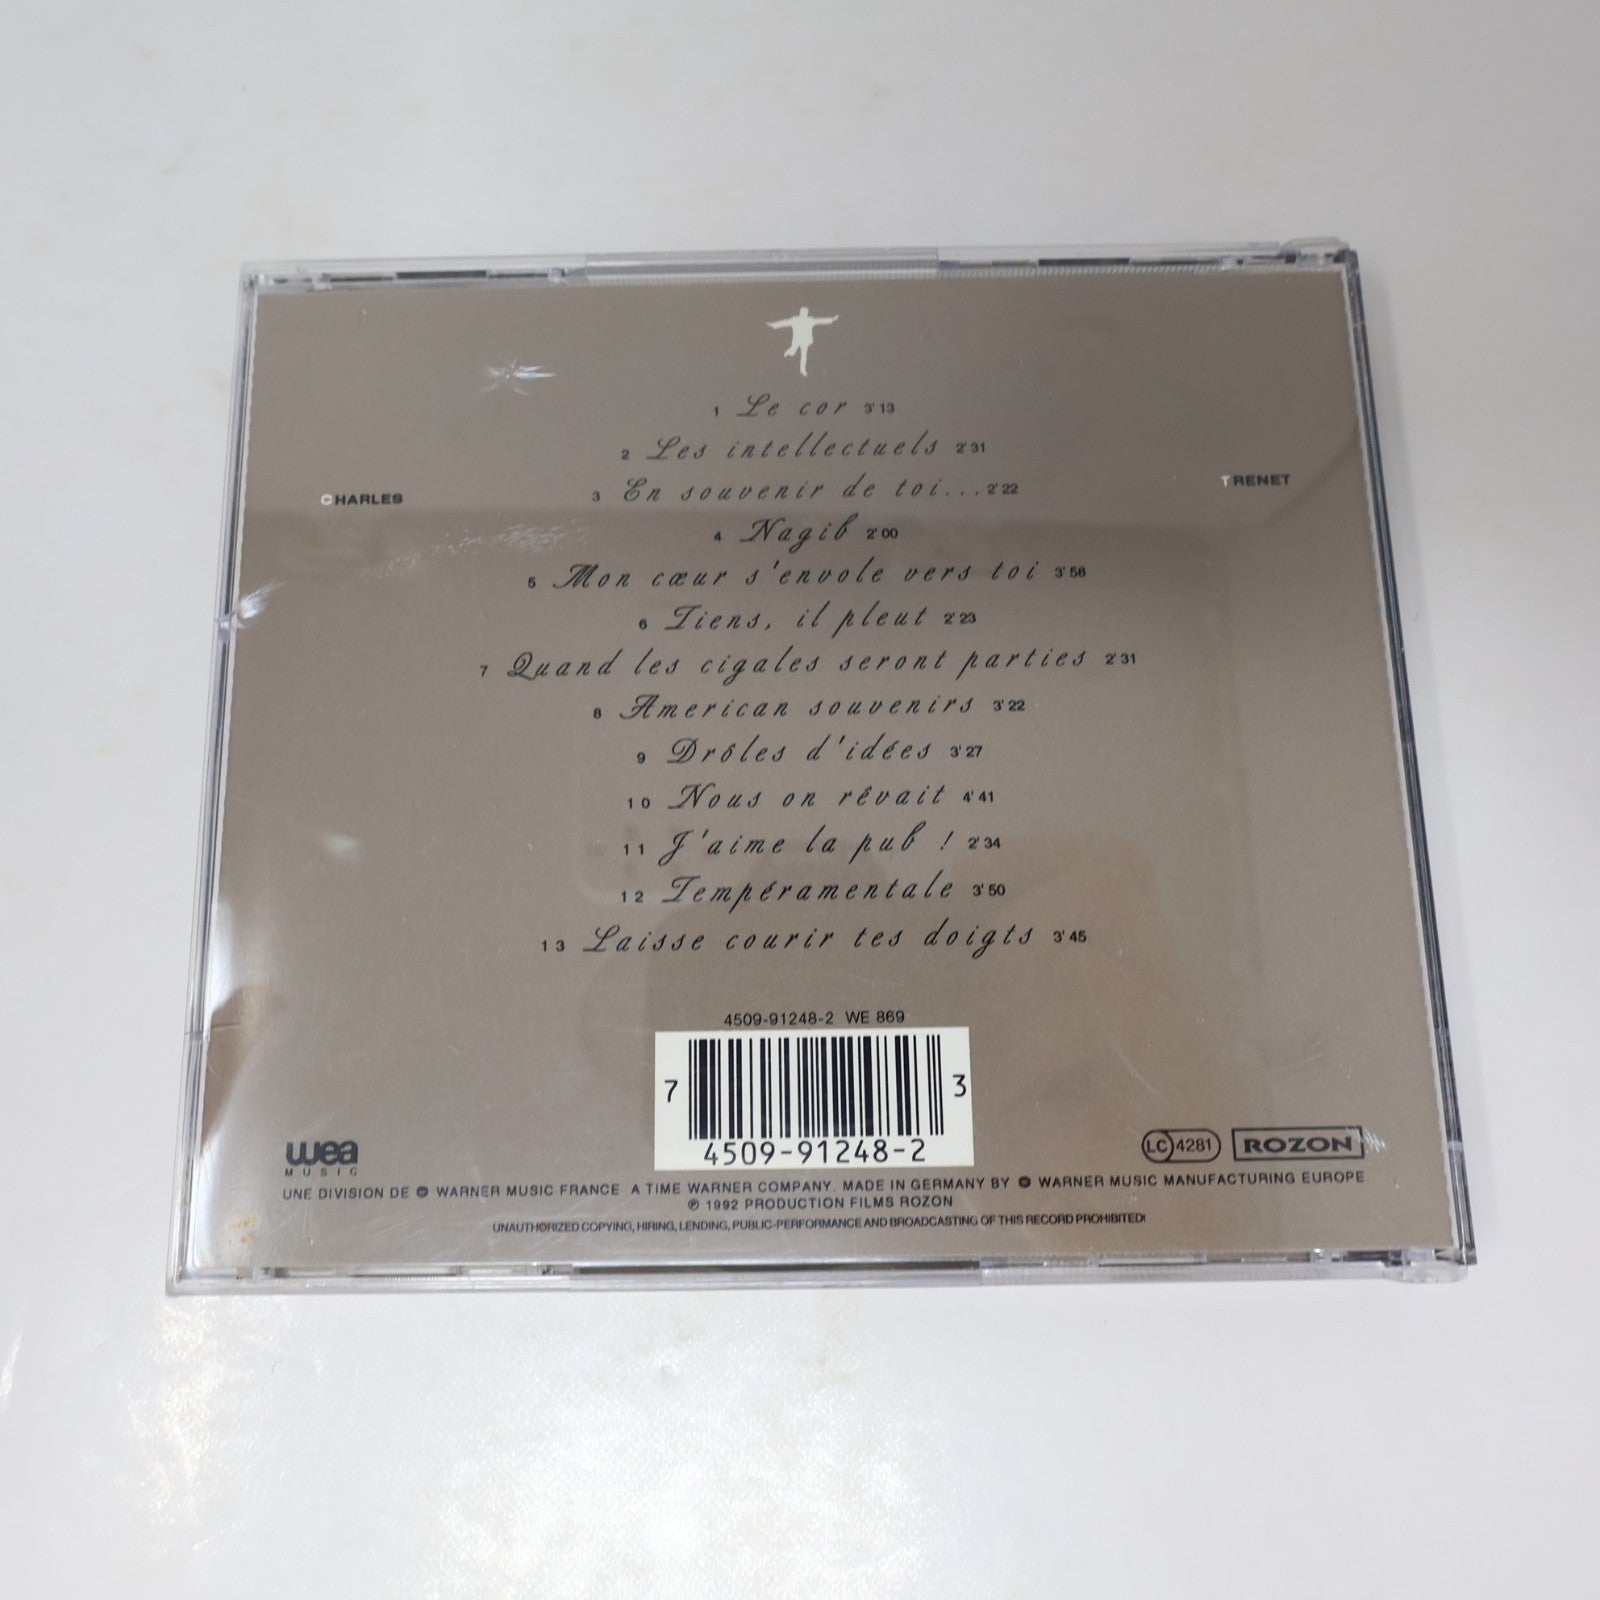 1 Le cor 3'13
2 Les intellectuels 2'31
3 En souvenir de toi... 2'22
CHARLES TRENET
4 Nagib 2'00
5 Mon cœur s'envole vers toi 3'58
6 Tiens, il pleut 2'23
7 Quand les cigales seront parties 2'31
8 American souvenirs 3'22
9 Drôles d'idées 3'27
10 Nous on rêvait 4'41
11 J'aime la pub ! 2'34
12 Tempéramentale 3'50
13 Laisse courir tes doigts 3'45
4509-91248-2 WE 869
7 4509-91248-2 3
wea MUSIC
LC 4281 ROZON
UNE DIVISION DE WARNER MUSIC FRANCE A TIME WARNER COMPANY. MADE IN GERMANY BY WARNER MUSIC MANUFACTURING EUROPE.
℗ 1992 PRODUCTION FILMS ROZON
UNAUTHORIZED COPYING, HIRING, LENDING, PUBLIC-PERFORMANCE AND BROADCASTING OF THIS RECORD PROHIBITED!